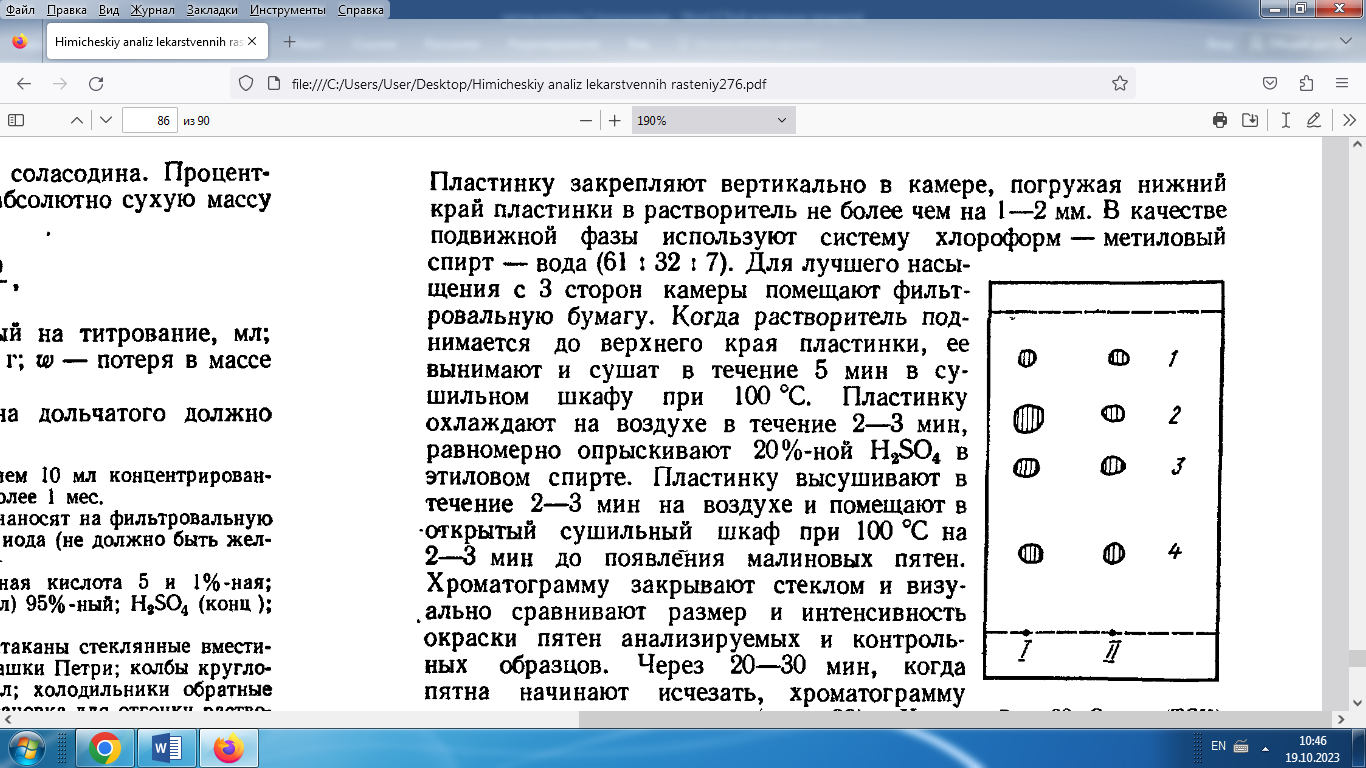 Файл Правка Вид Журнал Закладки Инструменты Справка
Himicheskiy analiz lekarstvennih ras
file:///C:/Users/User/Desktop/Himicheskiy analiz lekarstvennih rasteniy276.pdf
86 из 90
190%
соласодина. Процент-
абсолютно сухую массу
ый на титрование, мл;
г; w — потеря в массе
на дольчатого должно
ием 10 мл концентрирован-
олее 1 мес.
наносят на фильтровальную
иода (не должно быть жел-
ная кислота 5 и 1%-ная;
л) 95%-ный; H₂SO₄ (конц );
таканы стеклянные вмести-
ашки Петри; колбы кругло-
л; холодильники обратные
Пластинку закрепляют вертикально в камере, погружая нижний
край пластинки в растворитель не более чем на 1—2 мм. В качестве
подвижной фазы используют систему хлороформ — метиловый
спирт — вода (61 : 32 : 7). Для лучшего насы-
щения с 3 сторон камеры помещают фильт-
ровальную бумагу. Когда растворитель под-
нимается до верхнего края пластинки, ее
вынимают и сушат в течение 5 мин в су-
шильном шкафу при 100 °C. Пластинку
охлаждают на воздухе в течение 2—3 мин,
равномерно опрыскивают 20%-ной H₂SO₄ в
этиловом спирте. Пластинку высушивают в
течение 2—3 мин на воздухе и помещают в
открытый сушильный шкаф при 100 °C на
2—3 мин до появления малиновых пятен.
Хроматограмму закрывают стеклом и визу-
ально сравнивают размер и интенсивность
окраски пятен анализируемых и контроль-
ных образцов. Через 20—30 мин, когда
пятна начинают исчезать, хроматограмму
1
2
3
4
I II
EN
10:46
19.10.2023